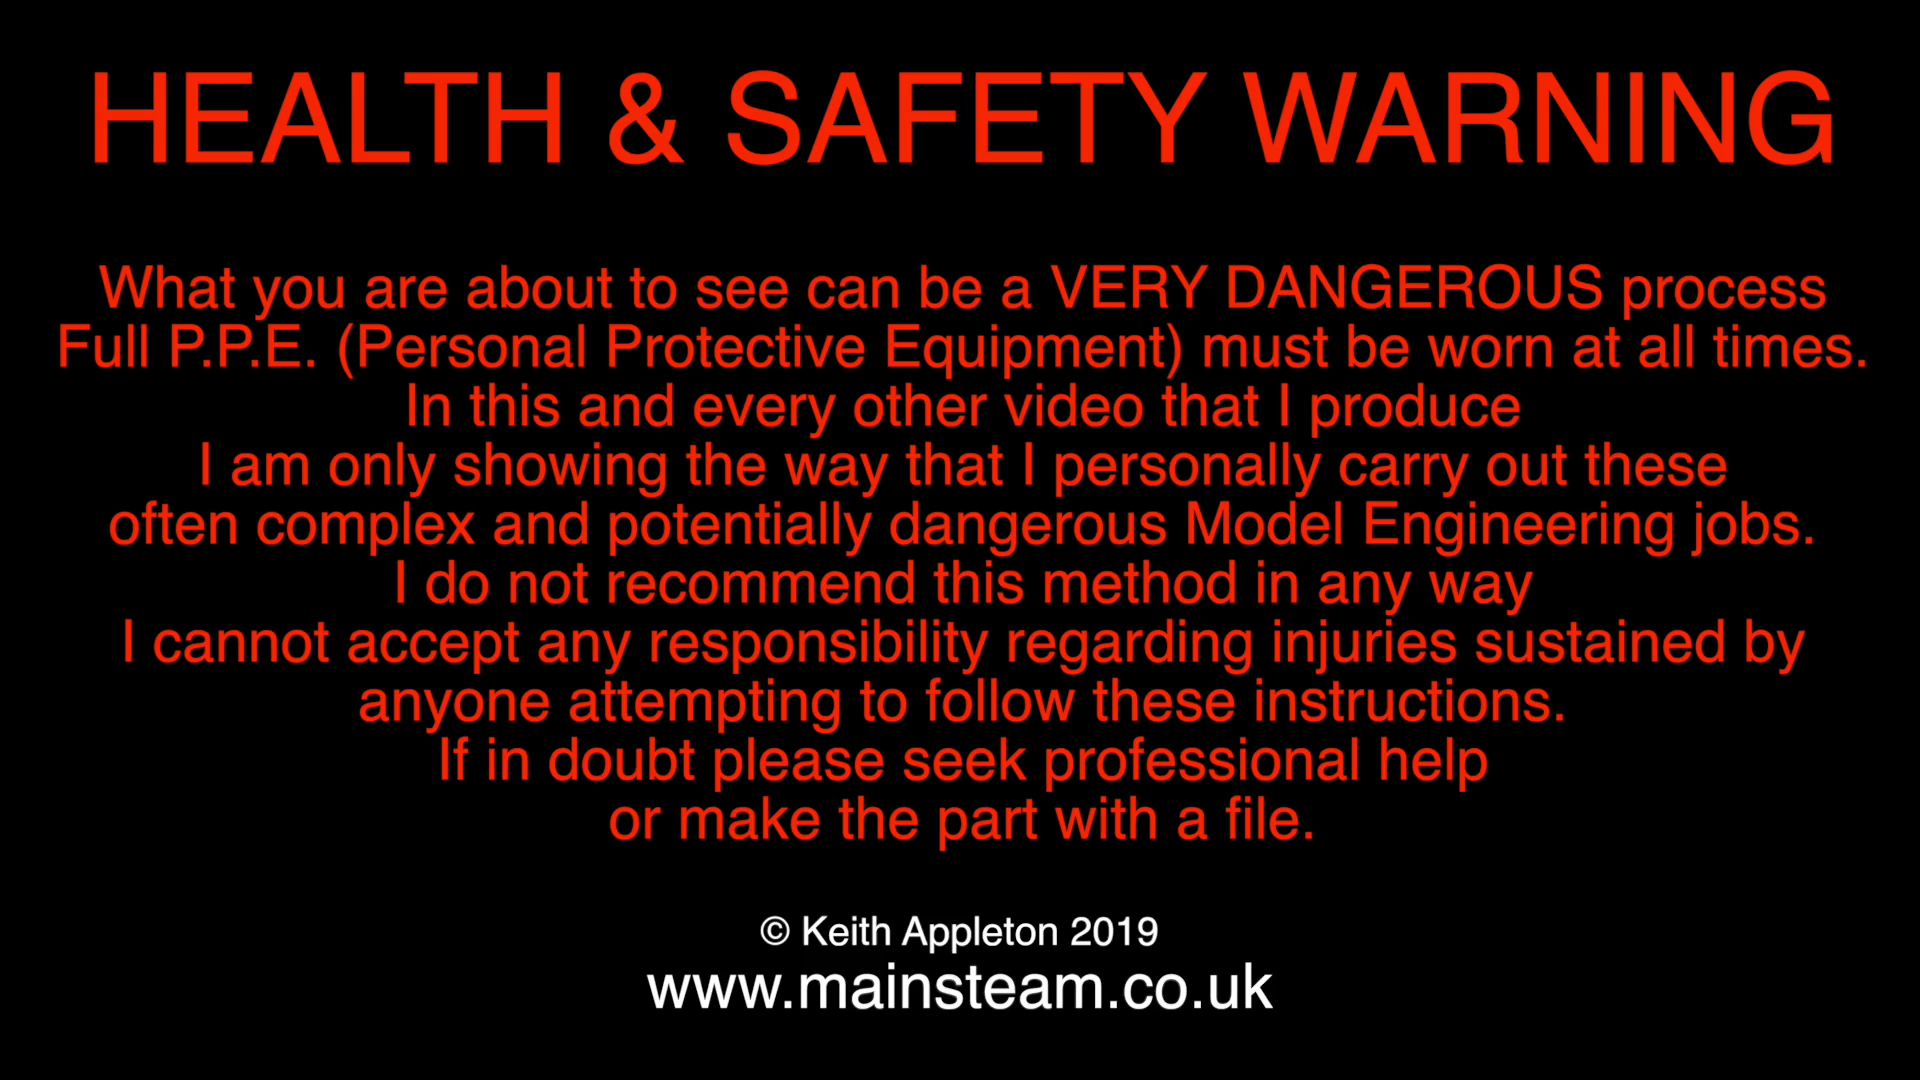 HEALTH & SAFETY WARNING
What you are about to see can be a VERY DANGEROUS process
Full P.P.E. (Personal Protective Equipment) must be worn at all times.
In this and every other video that I produce
I am only showing the way that I personally carry out these
often complex and potentially dangerous Model Engineering jobs.
I do not recommend this method in any way
I cannot accept any responsibility regarding injuries sustained by
anyone attempting to follow these instructions.
If in doubt please seek professional help
or make the part with a file.
© Keith Appleton 2019
www.mainsteam.co.uk